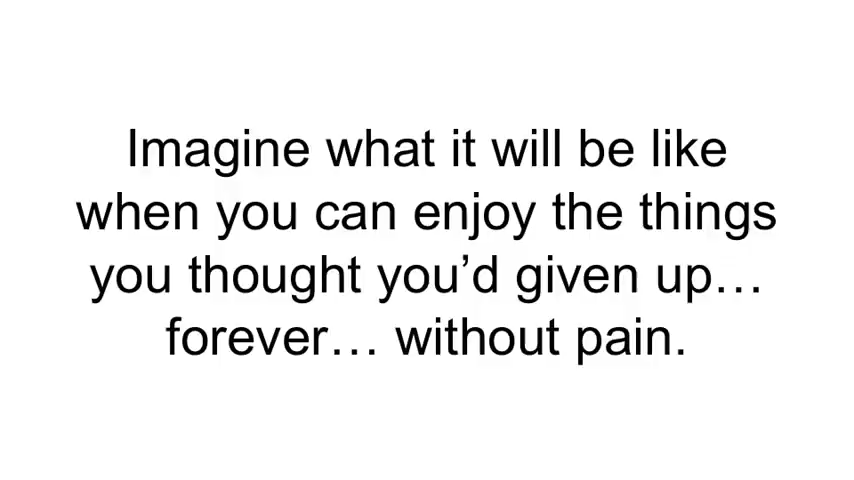 Imagine what it will be like
when you can enjoy the things
you thought you’d given up…
forever… without pain.